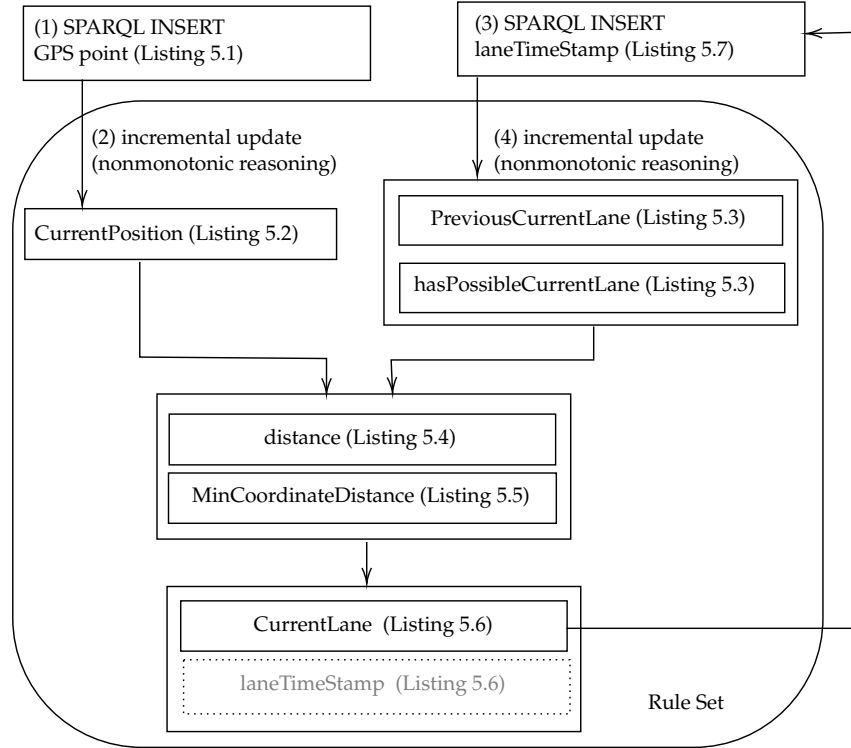 (1) SPARQL INSERT
GPS point (Listing 5.1)
(3) SPARQL INSERT
laneTimeStamp (Listing 5.7)
(2) incremental update
(nonmonotonic reasoning)
(4) incremental update
(nonmonotonic reasoning)
CurrentPosition (Listing 5.2)
PreviousCurrentLane (Listing 5.3)
hasPossibleCurrentLane (Listing 5.3)
distance (Listing 5.4)
MinCoordinateDistance (Listing 5.5)
CurrentLane (Listing 5.6)
laneTimeStamp (Listing 5.6)
Rule Set